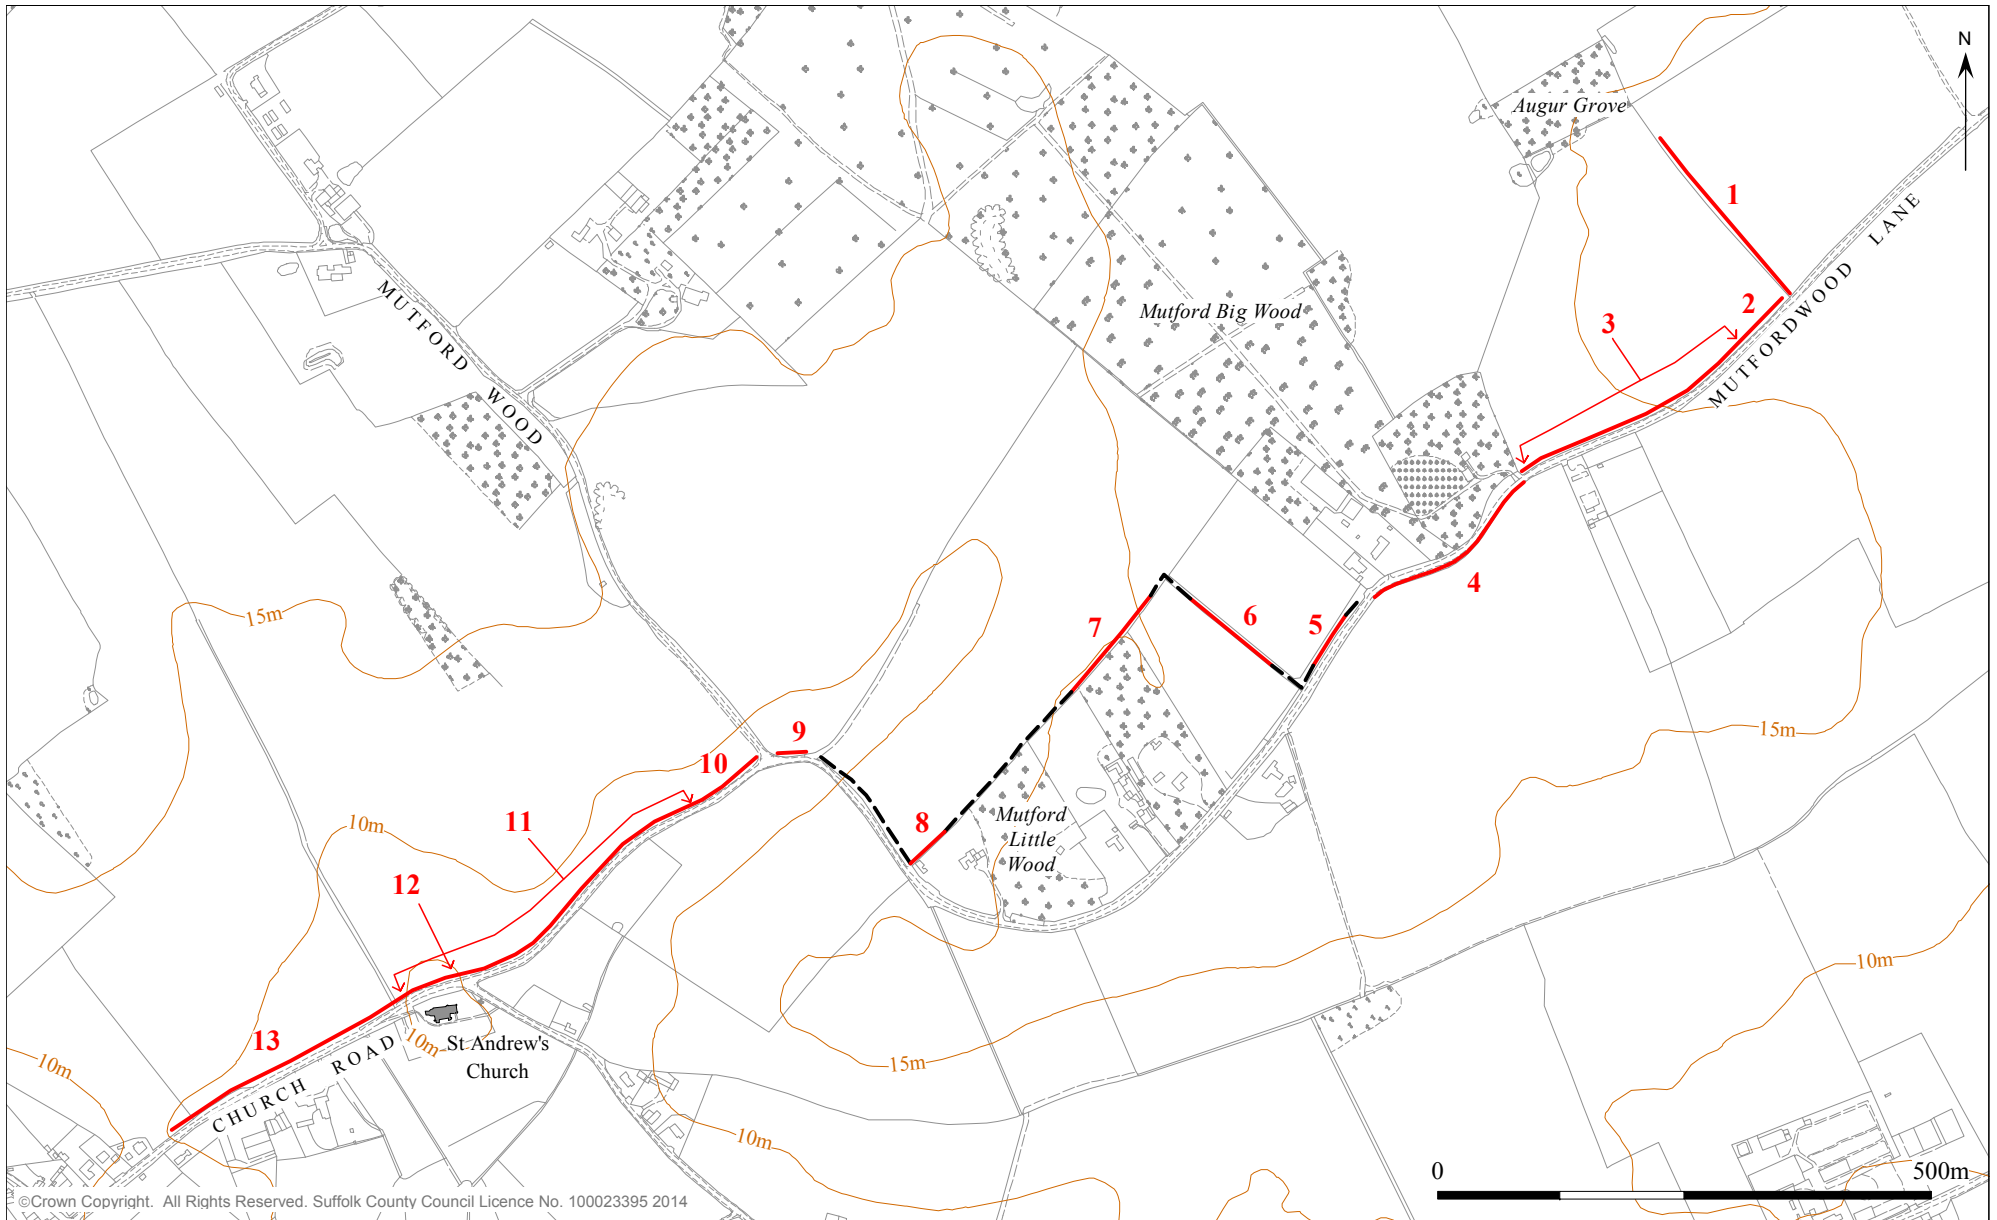 N
Augur Grove
1
MUTFORDWOOD LANE
2
3
Mutford Big Wood
MUTFORD WOOD
4
5
6
7
15m
15m
9
10
8
Mutford
Little
Wood
11
10m
12
10m
13
10m
St Andrew's
Church
CHURCH ROAD
15m
10m
10m
0
500m
©Crown Copyright. All Rights Reserved. Suffolk County Council Licence No. 100023395 2014